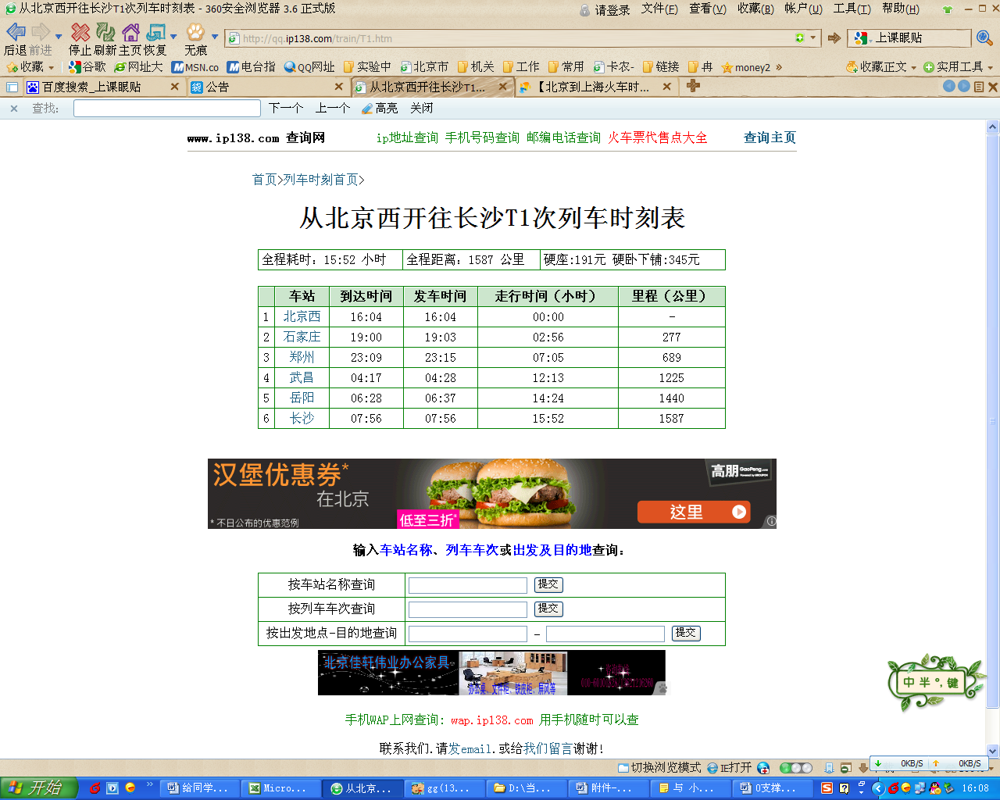 从北京西开往长沙T1次列车时刻表 - 360安全浏览器 3.6 正式版
请登录 文件(F) 查看(V) 收藏(B) 帐户(U) 工具(T) 帮助(H)
http://qq.ip138.com/train/T1.htm
上课眼贴
后退 前进 停止 刷新 主页 恢复 无痕
收藏 谷歌 网址大 MSN.co 电台指 QQ网址 实验中 北京市 机关 工作 常用 卡农- 链接 冉 money2 » 收藏正文 实用工具
百度搜索_上课眼贴 公告 从北京西开往长沙T1... 【北京到上海火车时...
查找: 下一个 上一个 高亮 关闭
www.ip138.com 查询网 ip地址查询 手机号码查询 邮编电话查询 火车票代售点大全 查询主页
首页>列车时刻首页>
从北京西开往长沙T1次列车时刻表
全程耗时: 15:52 小时 全程距离: 1587 公里 硬座:191元 硬卧下铺:345元
车站 到达时间 发车时间 走行时间（小时） 里程（公里）
1 北京西 16:04 16:04 00:00 -
2 石家庄 19:00 19:03 02:56 277
3 郑州 23:09 23:15 07:05 689
4 武昌 04:17 04:28 12:13 1225
5 岳阳 06:28 06:37 14:24 1440
6 长沙 07:56 07:56 15:52 1587
汉堡优惠券*
在北京
* 不日公布的优惠范例
低至三折*
高朋 GaoPeng.com
这里
输入车站名称、列车车次或出发及目的地查询:
按车站名称查询 提交
按列车车次查询 提交
按出发地点-目的地查询 - 提交
北京佳轩伟业办公家具
办公桌、文件柜、铁皮柜、屏风等
手机WAP上网查询: wap.ip138.com 用手机随时可以查
联系我们.请发email.或给我们留言谢谢!
中 半 °, 键
切换浏览模式 IE打开
0KB/S 0KB/S
开始 » 给同学... Micro... 从北京... gg(13... D:\当... 附件-... 与 小... 0支撑... 16:08